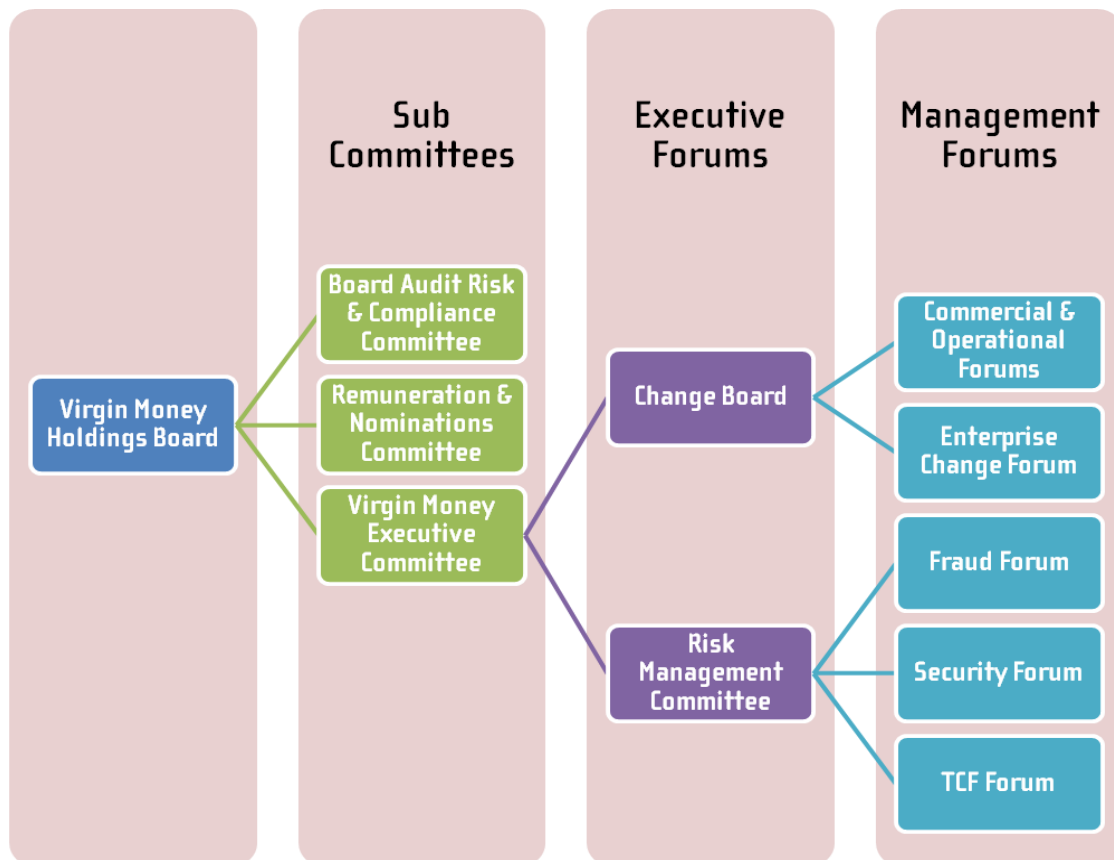 Sub
Committees
Executive
Forums
Management
Forums
Virgin Money
Holdings Board
Board Audit Risk
& Compliance
Committee
Remuneration &
Nominations
Committee
Virgin Money
Executive
Committee
Change Board
Risk
Management
Committee
Commercial &
Operational
Forums
Enterprise
Change Forum
Fraud Forum
Security Forum
TCF Forum